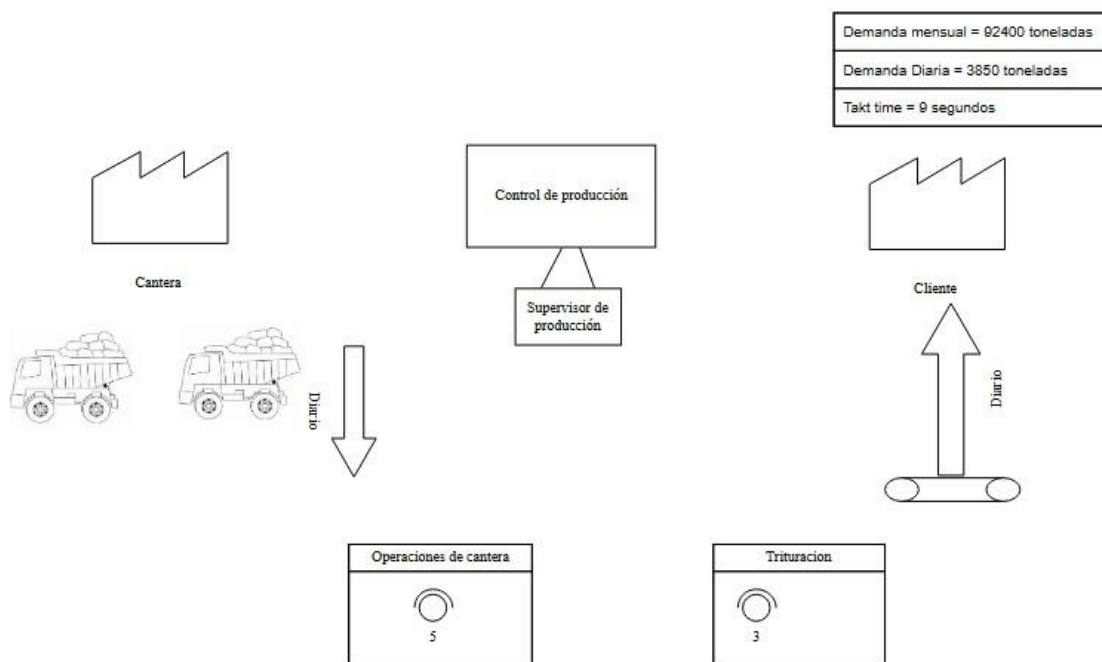 Demanda mensual = 92400 toneladas
Demanda Diaria = 3850 toneladas
Takt time = 9 segundos
Control de producción
Cantera
Supervisor de
producción
Cliente
Diario
Diario
Operaciones de cantera
Trituracion
5
3